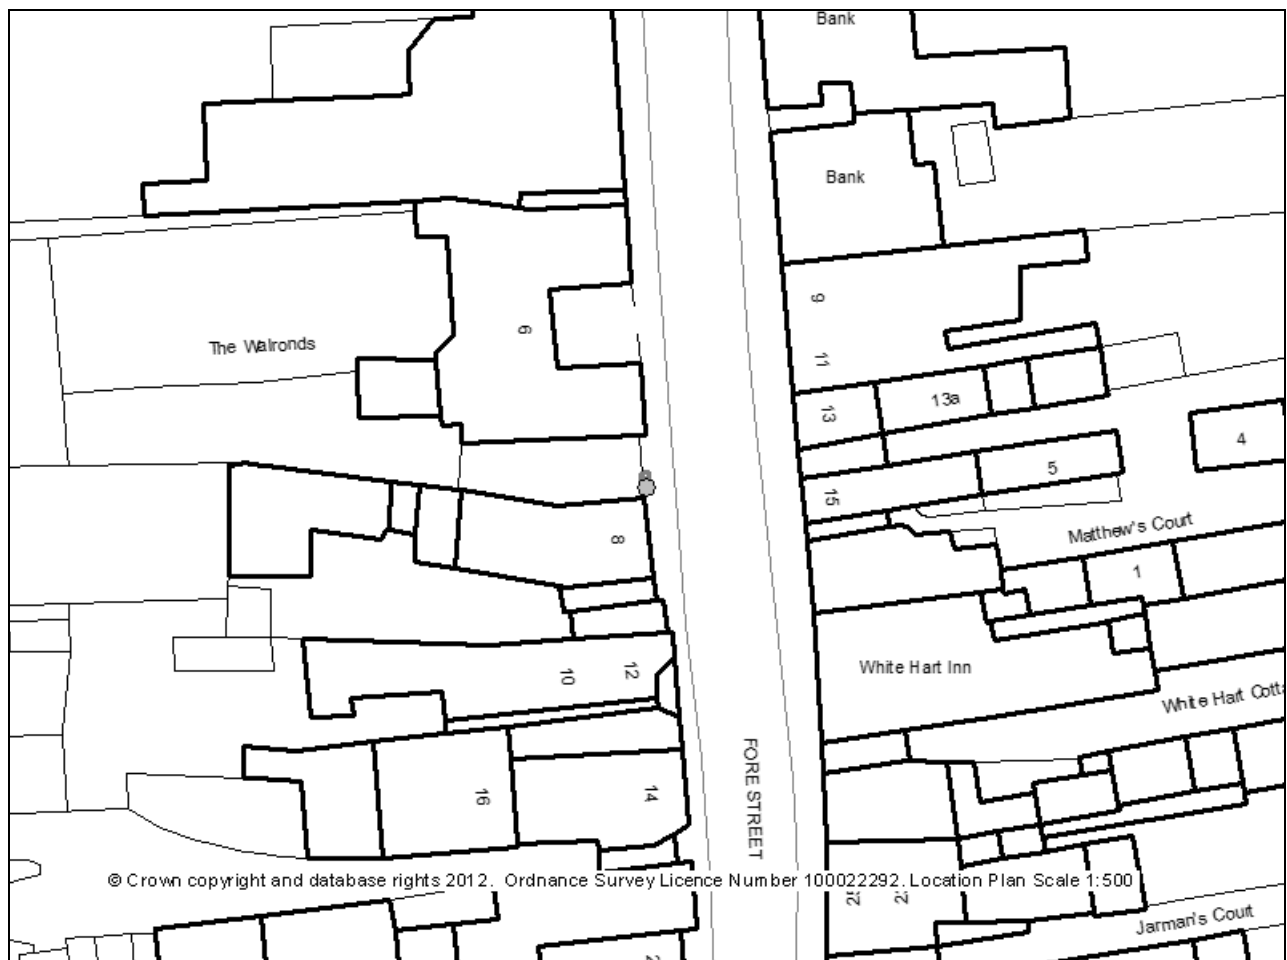 Bank
Bank
9
11
6
The Walronds
13
13a
4
5
15
Matthew's Court
8
1
White Hart Inn
10
12
White Hart Cotta
FORE STREET
16
14
© Crown copyright and database rights 2012. Ordnance Survey Licence Number 100022292. Location Plan Scale 1:500
Jarman's Court